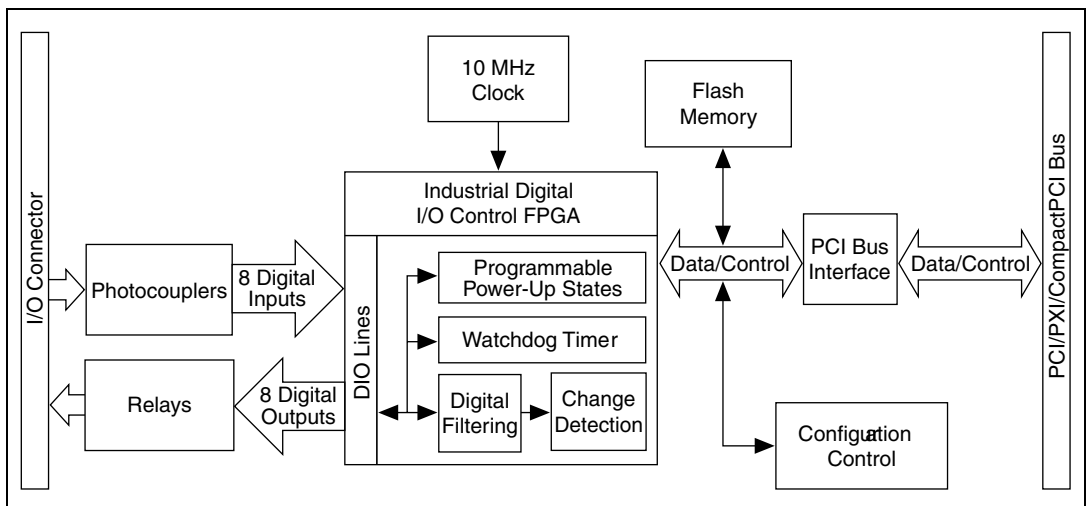 I/O Connector
Photocouplers
8 Digital
Inputs
Relays
8 Digital
Outputs
10 MHz
Clock
Industrial Digital
I/O Control FPGA
DIO Lines
Programmable
Power-Up States
Watchdog Timer
Digital
Filtering
Change
Detection
Flash
Memory
Data/Control
PCI Bus
Interface
Data/Control
Configuration
Control
PCI/PXI/CompactPCI Bus